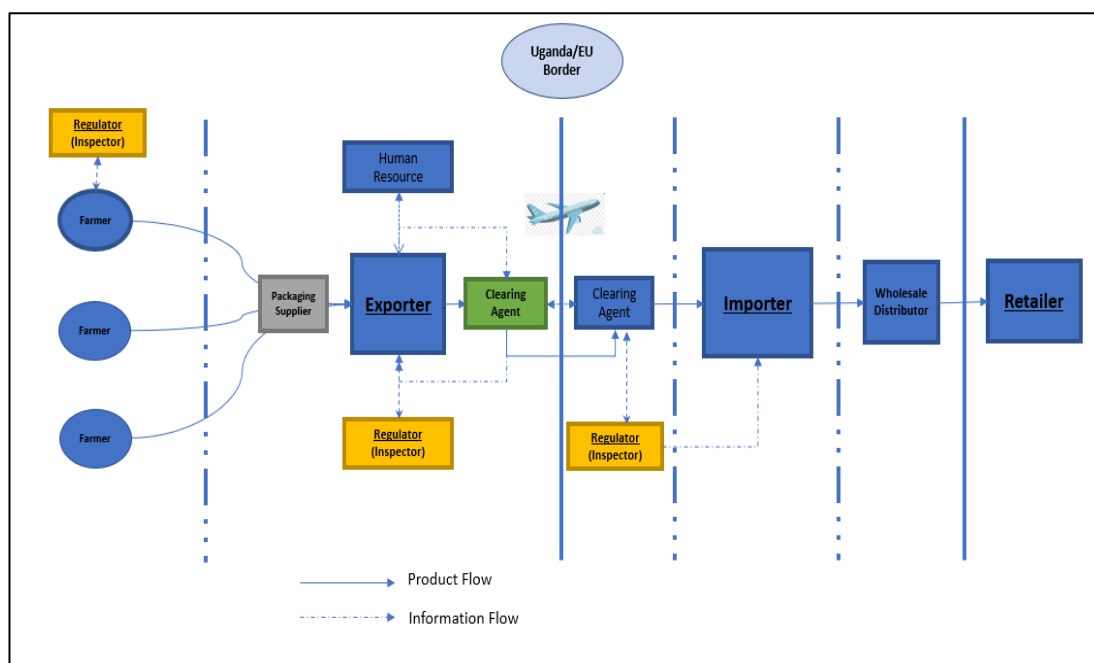 Uganda/EU
Border
Regulator
(Inspector)
Human
Resource
Farmer
Packaging
Supplier
Exporter
Clearing
Agent
Clearing
Agent
Importer
Wholesale
Distributor
Retailer
Farmer
Farmer
Regulator
(Inspector)
Regulator
(Inspector)
Product Flow
Information Flow